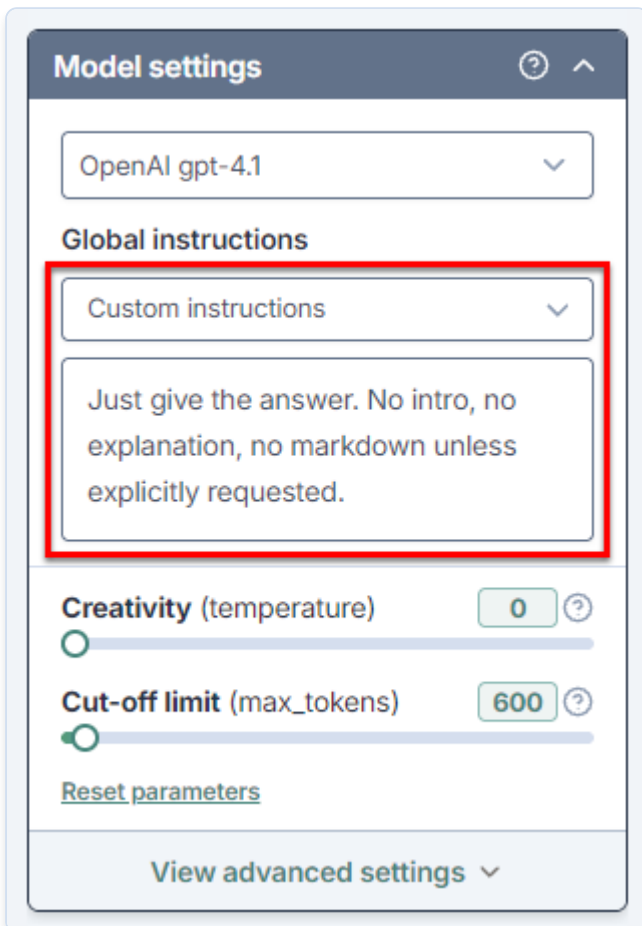 Model settings
OpenAI gpt-4.1
Global instructions
Custom instructions
Just give the answer. No intro, no
explanation, no markdown unless
explicitly requested.
Creativity (temperature) 0
Cut-off limit (max_tokens) 600
Reset parameters
View advanced settings